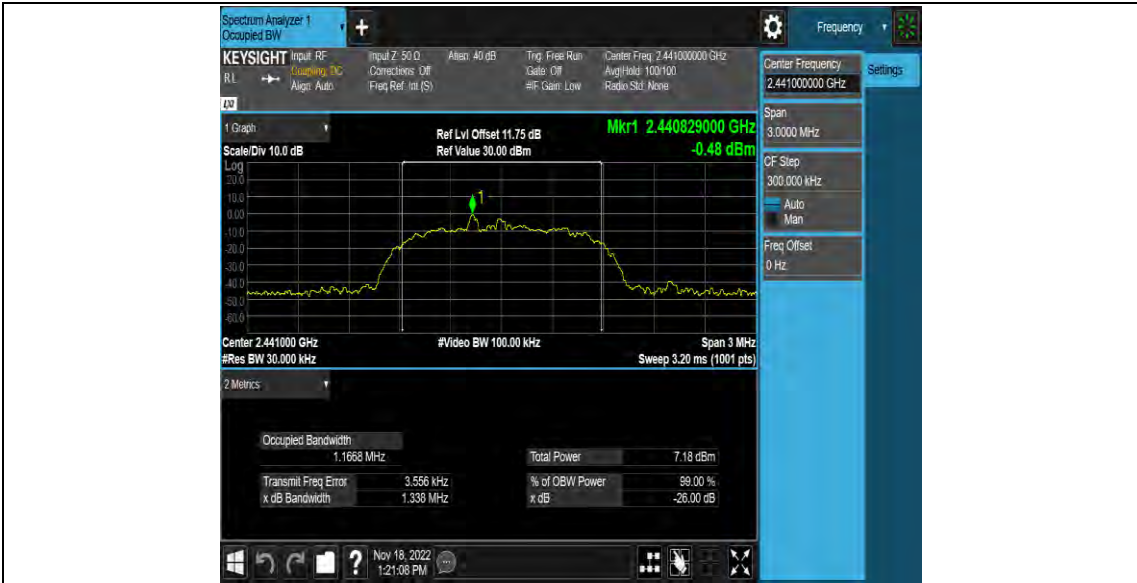 Spectrum Analyzer 1
Occupied BW
+
Frequency
KEYSIGHT Input: RF Input Z: 50 Ω Atten: 40 dB Trig: Free Run Center Freq: 2.441000000 GHz
R L Coupling: DC Corrections: Off Gate: Off Avg|Hold: 100/100
Align: Auto Freq Ref: Int (S) #IF Gain: Low Radio Std: None
Center Frequency
2.441000000 GHz
Settings
Span
3.0000 MHz
CF Step
300.000 kHz
Auto
Man
Freq Offset
0 Hz
1 Graph
Ref Lvl Offset 11.75 dB
Mkr1 2.440829000 GHz
Scale/Div 10.0 dB
Ref Value 30.00 dBm
-0.48 dBm
Log
20.0
10.0
0.00
-10.0
-20.0
-30.0
-40.0
-50.0
-60.0
1
Center 2.441000 GHz
#Video BW 100.00 kHz
Span 3 MHz
#Res BW 30.000 kHz
Sweep 3.20 ms (1001 pts)
2 Metrics
Occupied Bandwidth
1.1668 MHz
Total Power 7.18 dBm
Transmit Freq Error 3.556 kHz
% of OBW Power 99.00 %
x dB Bandwidth 1.338 MHz
x dB -26.00 dB
?
Nov 18, 2022
1:21:08 PM